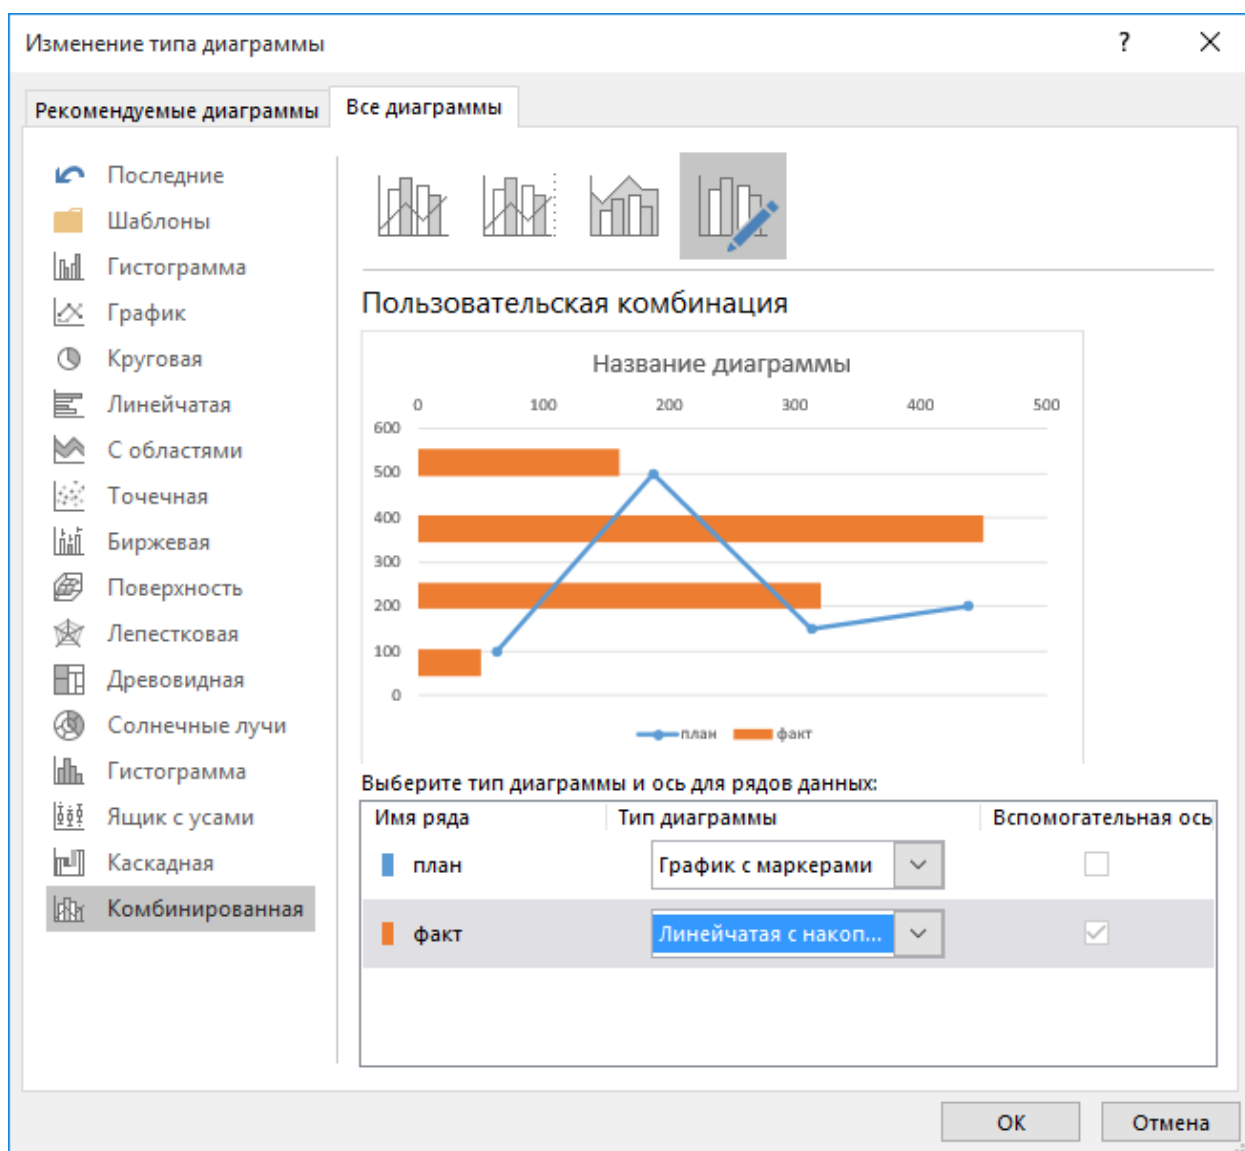 Изменение типа диаграммы
?
Рекомендуемые диаграммы
Все диаграммы
Последние
Шаблоны
Гистограмма
График
Круговая
Линейчатая
С областями
Точечная
Биржевая
Поверхность
Лепестковая
Древовидная
Солнечные лучи
Гистограмма
Ящик с усами
Каскадная
Комбинированная
Пользовательская комбинация
Название диаграммы
0 100 200 300 400 500
600
500
400
300
200
100
0
план факт
Выберите тип диаграммы и ось для рядов данных:
Имя ряда Тип диаграммы Вспомогательная ось
план График с маркерами
факт Линейчатая с накоп...
ОК Отмена